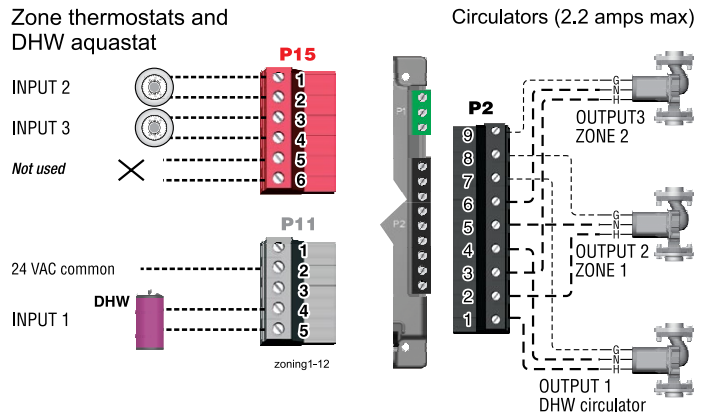 Zone thermostats and
DHW aquastat
P15
INPUT 2
INPUT 3
Not used
1
2
3
4
5
6
P11
24 VAC common
DHW
INPUT 1
1
2
3
4
5
zoning1-12
Circulators (2.2 amps max)
P1
P2
P2
9
8
7
6
5
4
3
2
1
G
N
H
OUTPUT3
ZONE 2
G
N
H
OUTPUT 2
ZONE 1
G
N
H
OUTPUT 1
DHW circulator